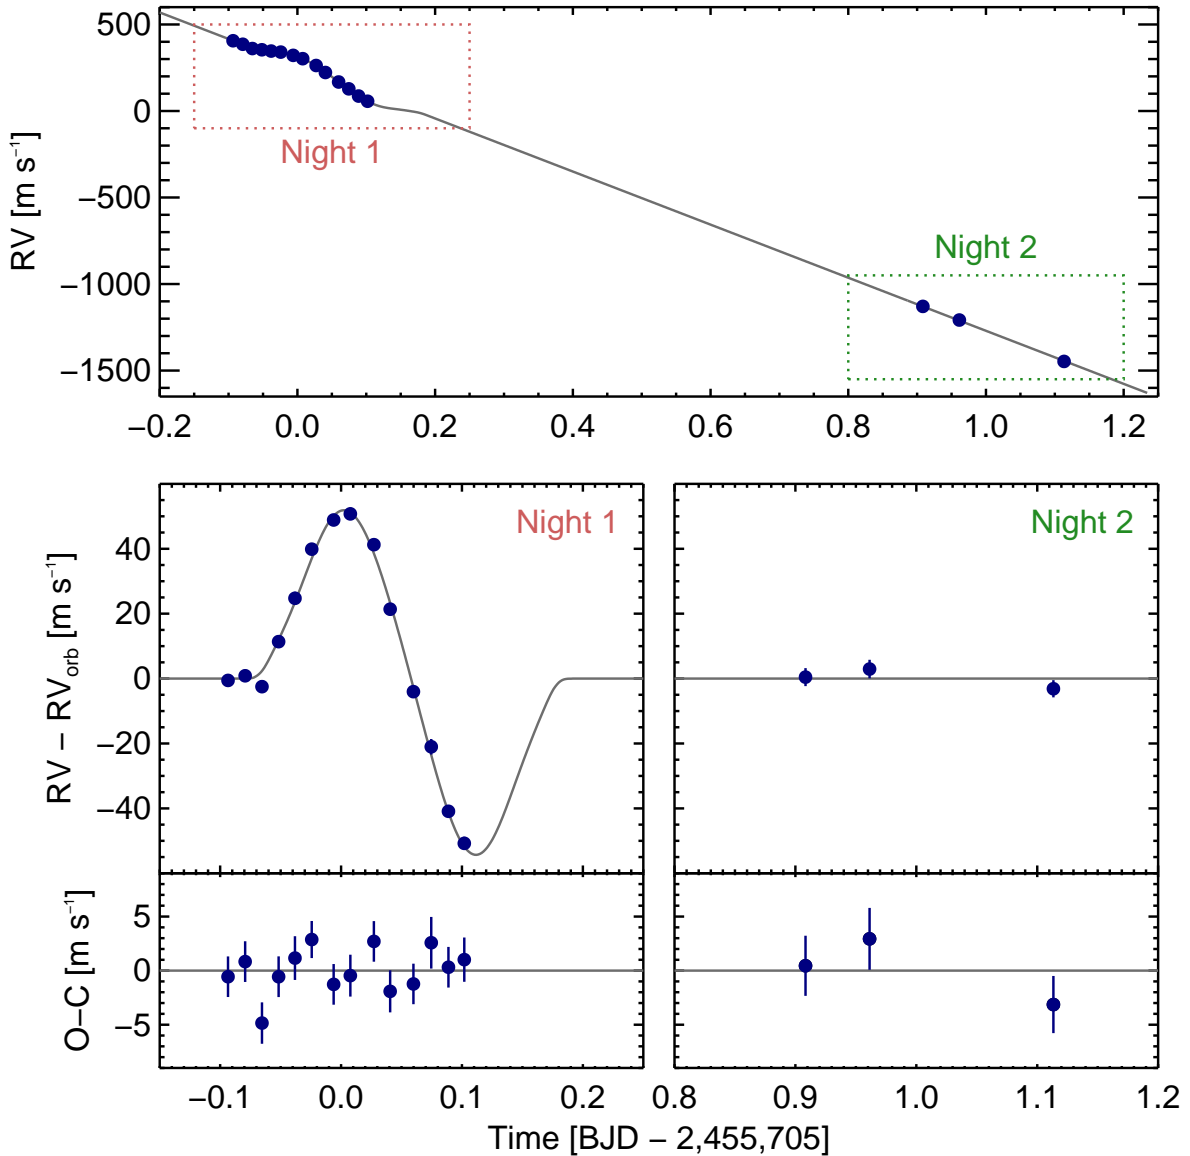 500
0
−500
−1000
−1500
RV [m s⁻¹]
Night 1
Night 2
−0.2 0.0 0.2 0.4 0.6 0.8 1.0 1.2
Night 1
Night 2
40
20
0
−20
−40
RV − RVorb [m s⁻¹]
5
0
−5
O−C [m s⁻¹]
−0.1 0.0 0.1 0.2 0.8 0.9 1.0 1.1 1.2
Time [BJD − 2,455,705]